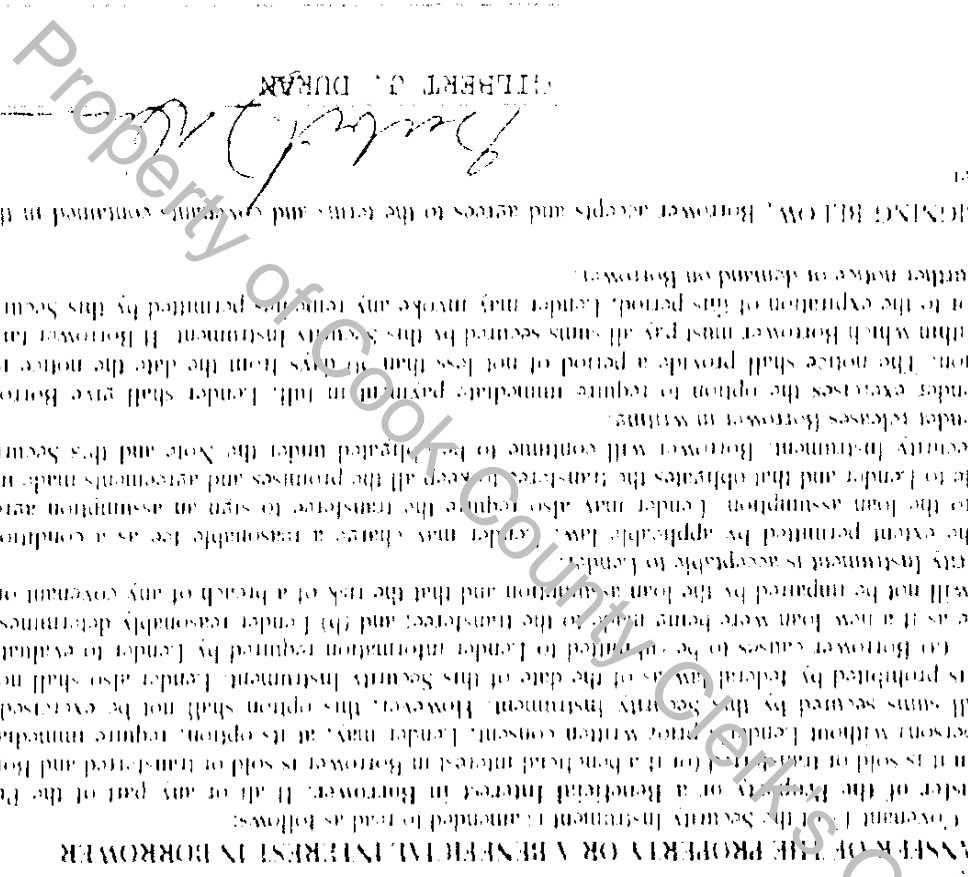 ANSFER OF THE PROPERTY OR A BENEFICIAL INTEREST IN BORROWER
Covenant 17 of the Security Instrument is amended to read as follows:
nsfer of the Property or a Beneficial Interest in Borrower. If all or any part of the Pr
n it is sold or transferred (or if a beneficial interest in Borrower is sold or transferred and Bor
person) without Lender's prior written consent, Lender may, at its option, require immedia
ll sums secured by this Security Instrument. However, this option shall not be exercised
is prohibited by federal law as of the date of this Security Instrument. Lender also shall no
(a) Borrower causes to be submitted to Lender information required by Lender to evaluat
e as if a new loan were being made to the transferee; and (b) Lender reasonably determines
will not be impaired by the loan assumption and that the risk of a breach of any covenant or
rity Instrument is acceptable to Lender.
he extent permitted by applicable law, Lender may charge a reasonable fee as a condition
to the loan assumption. Lender may also require the transferee to sign an assumption agre
le to Lender and that obligates the transferee to keep all the promises and agreements made in
Security Instrument. Borrower will continue to be obligated under the Note and this Securi
nder releases Borrower in writing.
nder exercises the option to require immediate payment in full, Lender shall give Borro
ion. The notice shall provide a period of not less than 30 days from the date the notice i
ithin which Borrower must pay all sums secured by this Security Instrument. If Borrower fai
or to the expiration of this period, Lender may invoke any remedies permitted by this Secur
urther notice or demand on Borrower.
IGNING BELOW, Borrower accepts and agrees to the terms and covenants contained in th
er.
GILBERT J. DURAN
Property of Cook County Clerk's O